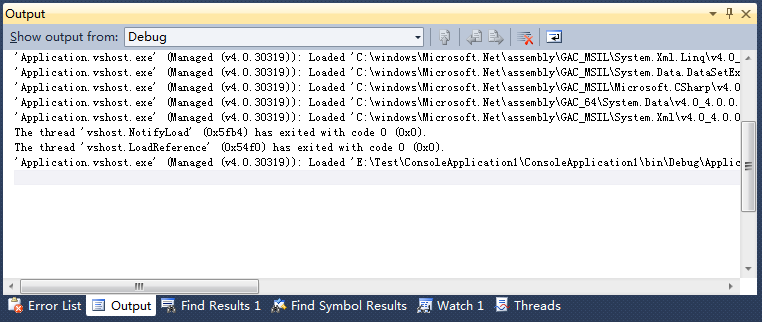 Output
Show output from: Debug
'Application.vshost.exe' (Managed (v4.0.30319)): Loaded 'C:\windows\Microsoft.Net\assembly\GAC_MSIL\System.Xml.Linq\v4.0_
'Application.vshost.exe' (Managed (v4.0.30319)): Loaded 'C:\windows\Microsoft.Net\assembly\GAC_MSIL\System.Data.DataSetEx
'Application.vshost.exe' (Managed (v4.0.30319)): Loaded 'C:\windows\Microsoft.Net\assembly\GAC_MSIL\Microsoft.CSharp\v4.0
'Application.vshost.exe' (Managed (v4.0.30319)): Loaded 'C:\windows\Microsoft.Net\assembly\GAC_64\System.Data\v4.0_4.0.0.
'Application.vshost.exe' (Managed (v4.0.30319)): Loaded 'C:\windows\Microsoft.Net\assembly\GAC_MSIL\System.Xml\v4.0_4.0.0
The thread 'vshost.NotifyLoad' (0x5fb4) has exited with code 0 (0x0).
The thread 'vshost.LoadReference' (0x54f0) has exited with code 0 (0x0).
'Application.vshost.exe' (Managed (v4.0.30319)): Loaded 'E:\Test\ConsoleApplication1\ConsoleApplication1\bin\Debug\Applic
Error List Output Find Results 1 Find Symbol Results Watch 1 Threads